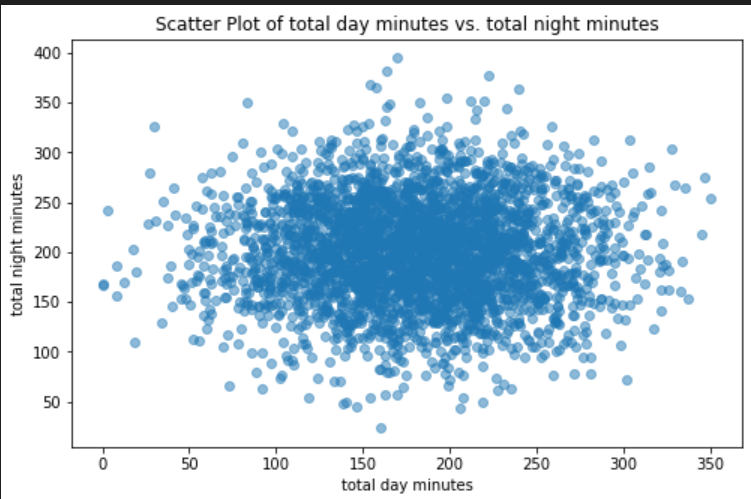 Scatter Plot of total day minutes vs. total night minutes
400
350
300
250
200
150
100
50
total night minutes
0 50 100 150 200 250 300 350
total day minutes